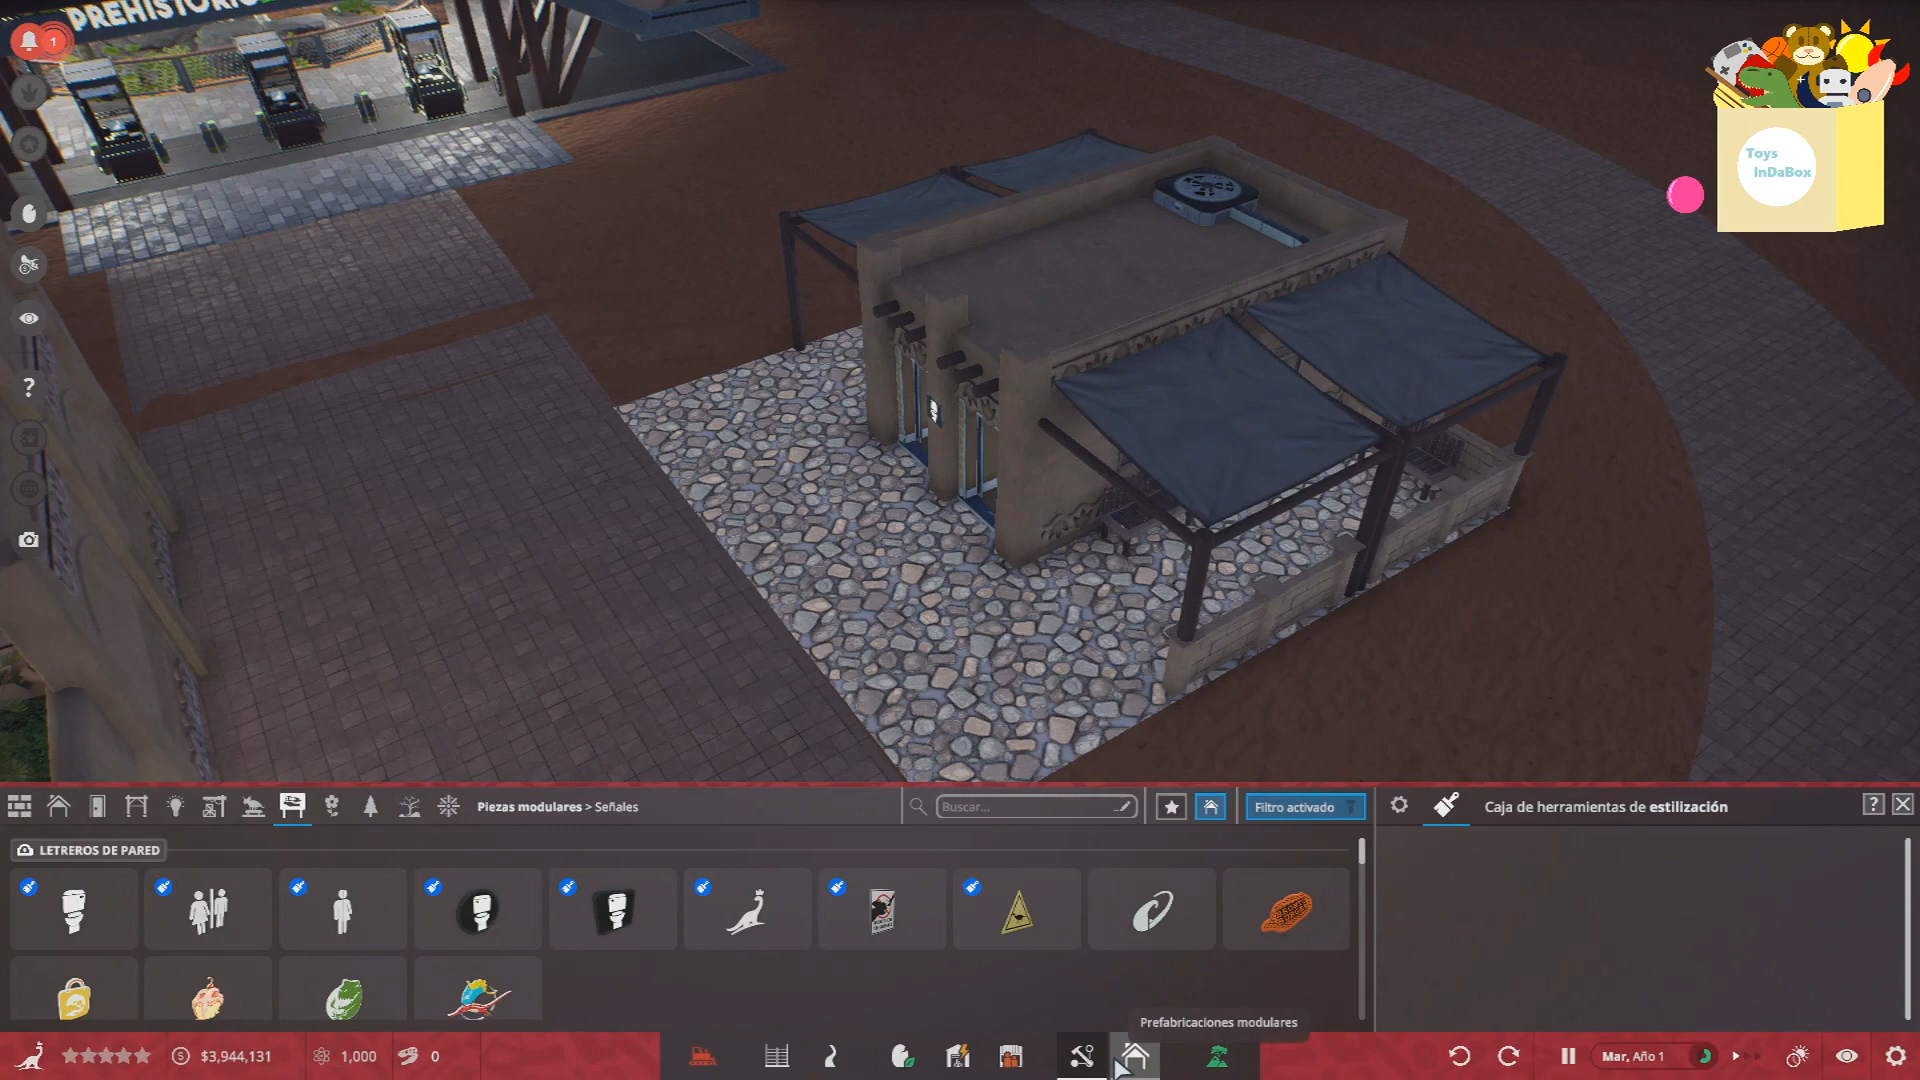 PREHISTORIC
1
Toys
InDaBox
?
Piezas modulares > Señales
Buscar...
Filtro activado
Caja de herramientas de estilización
?
LETREROS DE PARED
Prefabricaciones modulares
$3,944,131
1,000
0
Mar, Año 1